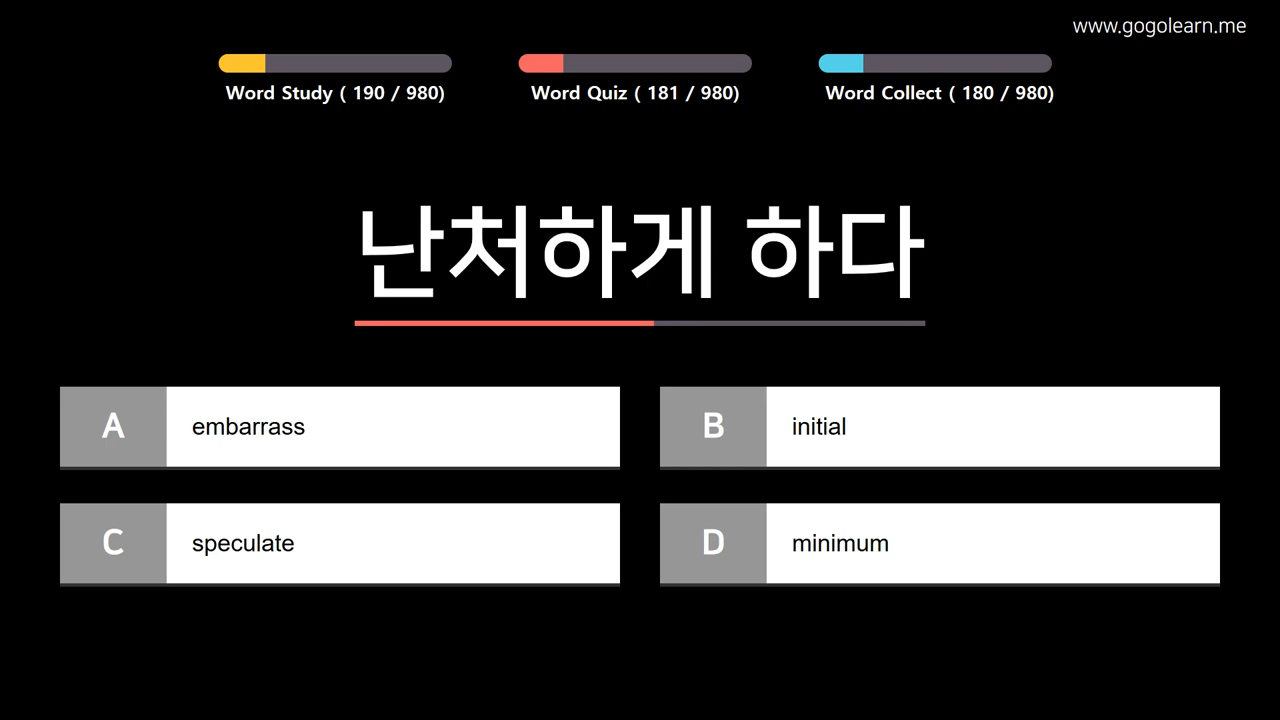 www.gogolearn.me
Word Study ( 190 / 980)
Word Quiz ( 181 / 980)
Word Collect ( 180 / 980)
난처하게 하다
A embarrass
B initial
C speculate
D minimum